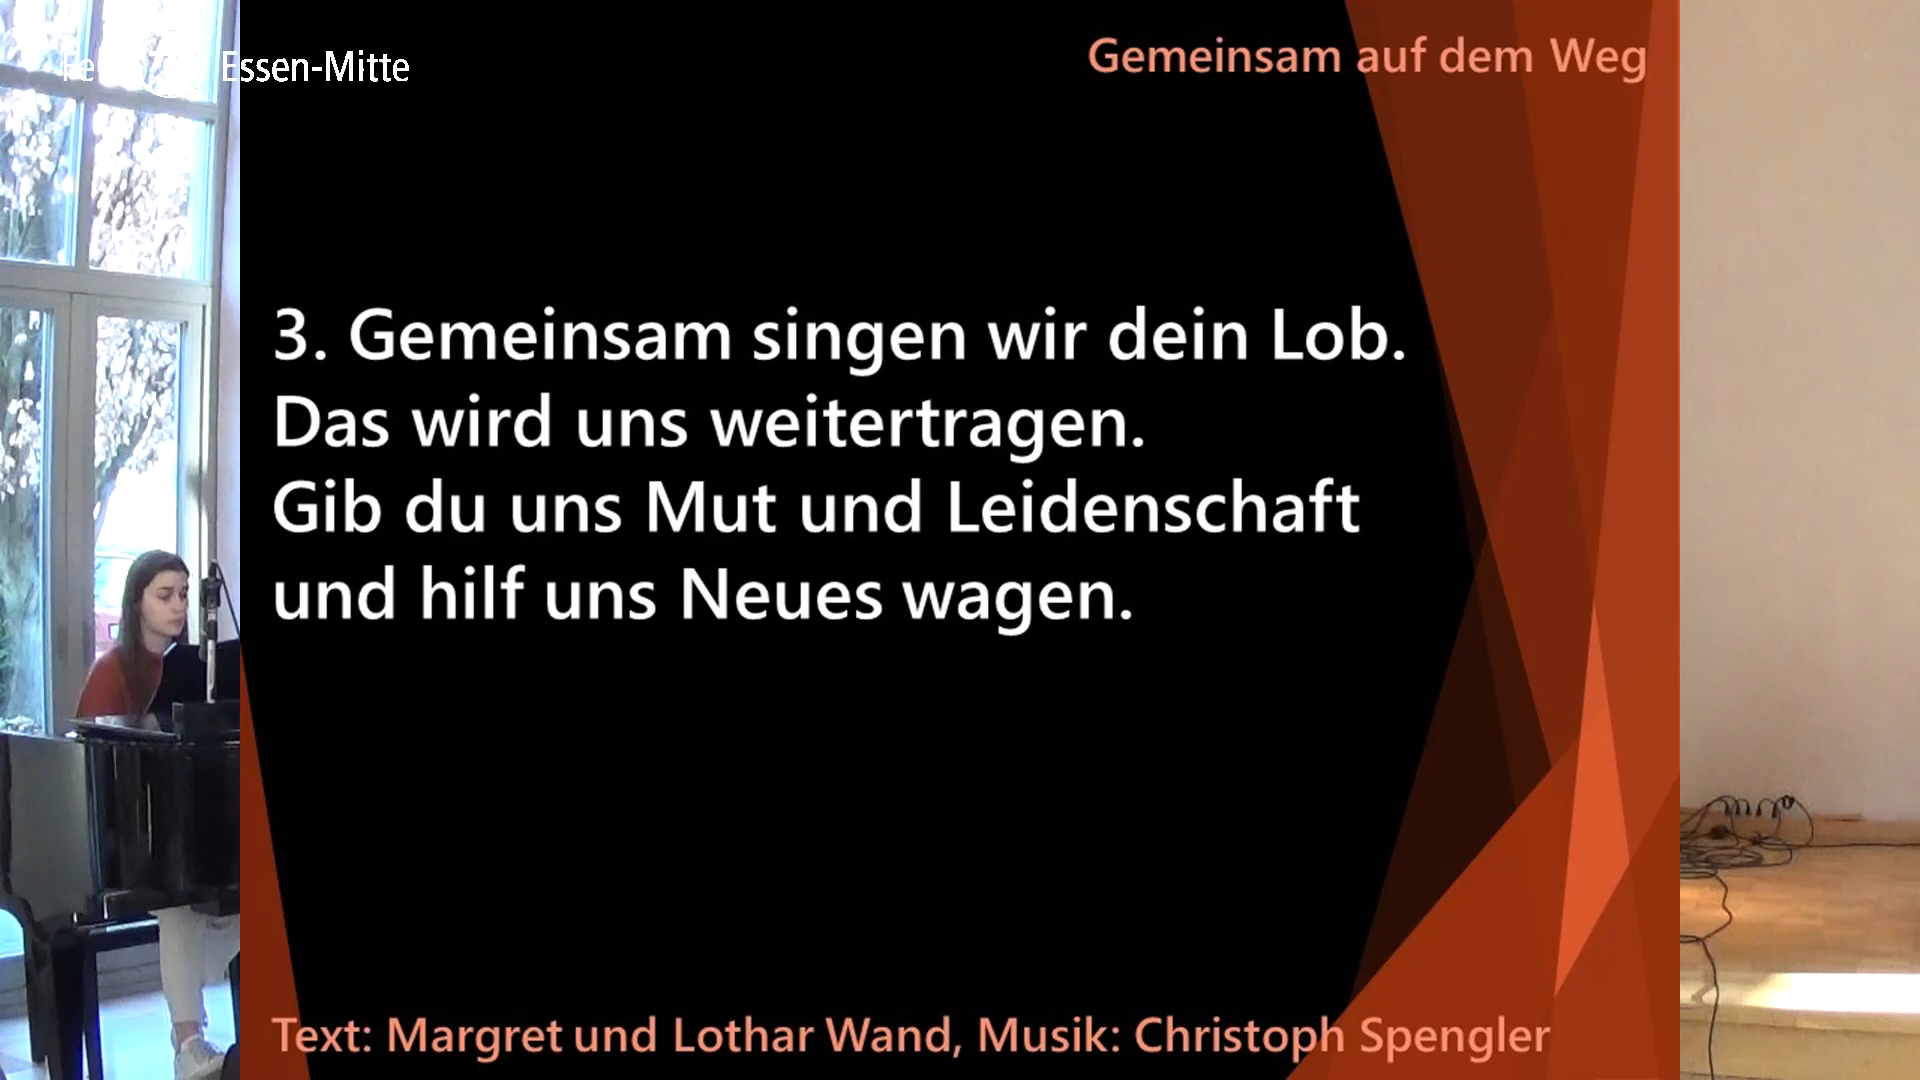 Essen-Mitte
Gemeinsam auf dem Weg
3. Gemeinsam singen wir dein Lob.
Das wird uns weitertragen.
Gib du uns Mut und Leidenschaft
und hilf uns Neues wagen.
Text: Margret und Lothar Wand, Musik: Christoph Spengler